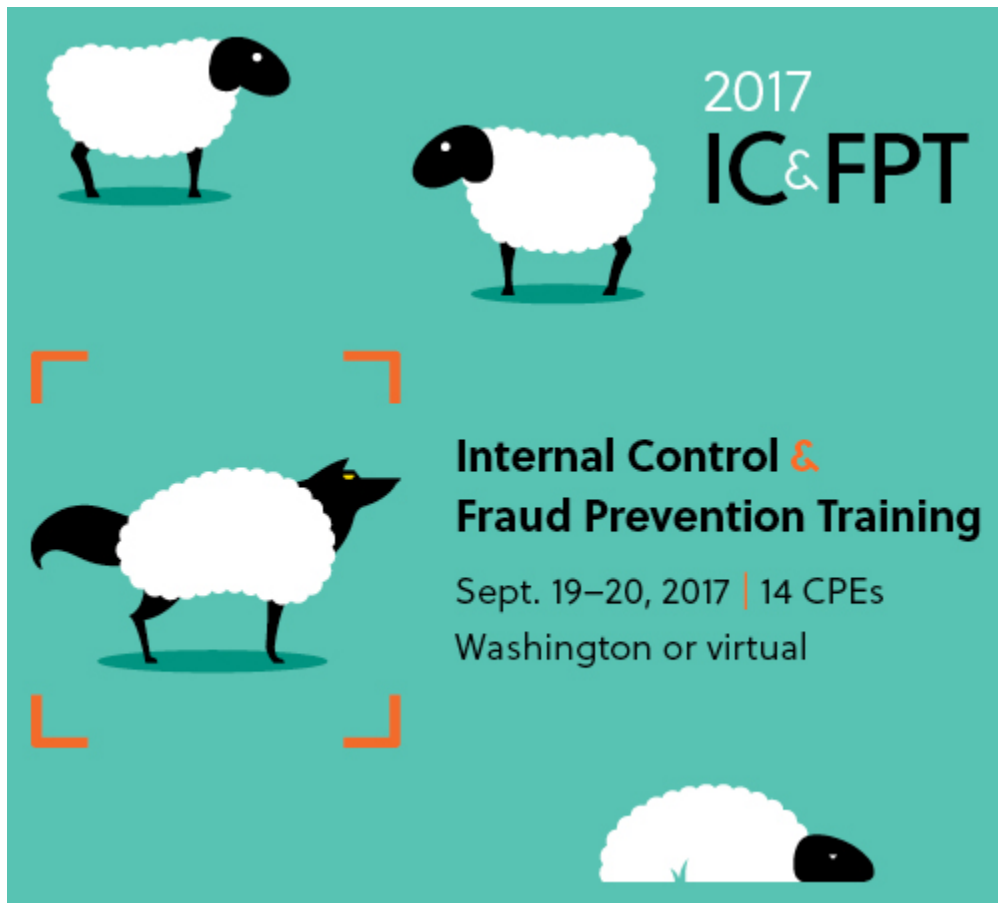 2017
IC&FPT
Internal Control &
Fraud Prevention Training
Sept. 19–20, 2017 | 14 CPEs
Washington or virtual